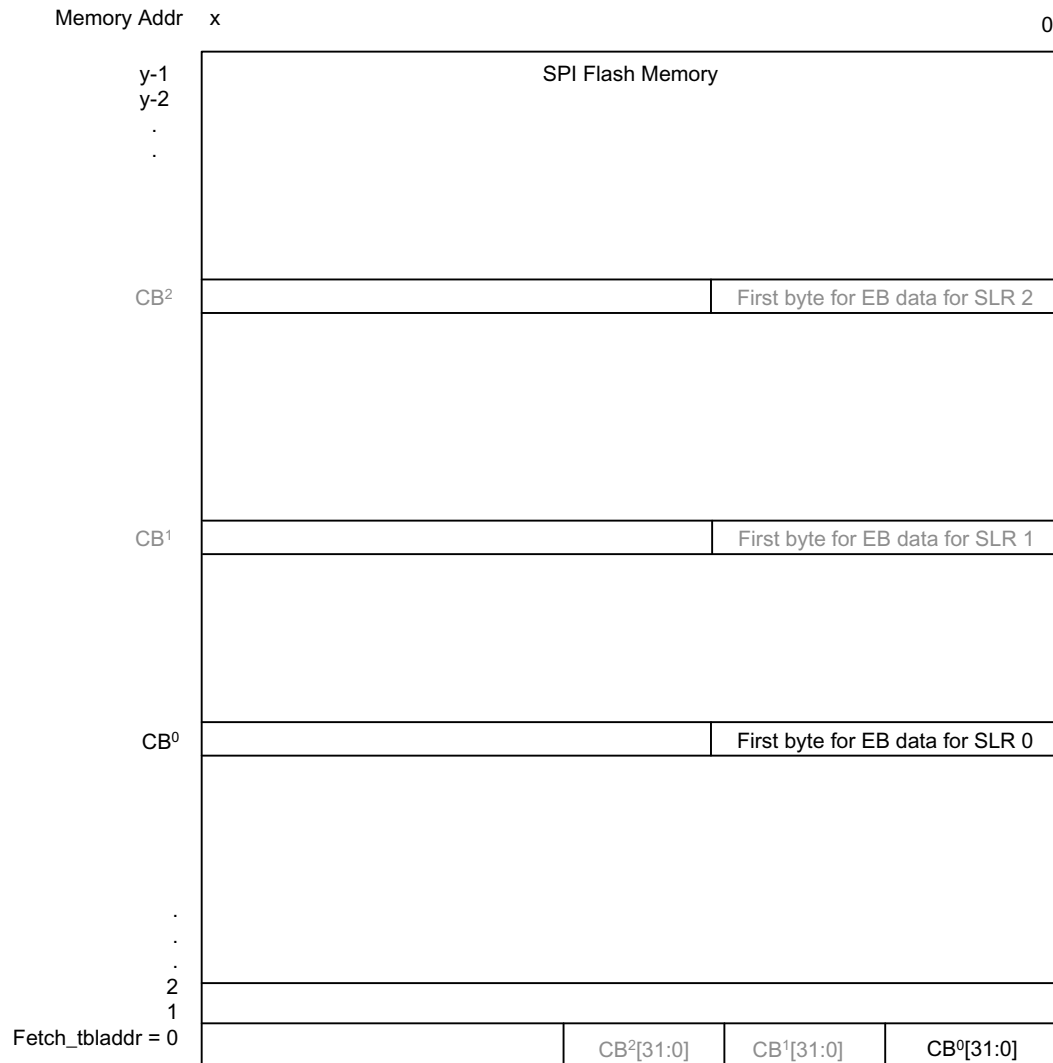 Memory Addr x 0
y-1
SPI Flash Memory
y-2
.
.
CB² First byte for EB data for SLR 2
CB¹ First byte for EB data for SLR 1
CB⁰ First byte for EB data for SLR 0
.
.
.
2
1
Fetch_tbladdr = 0
CB²[31:0] CB¹[31:0] CB⁰[31:0]